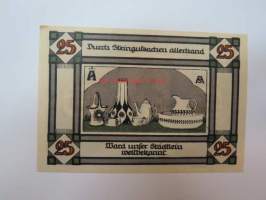 25 Durch Steingutsachen allerhand 25
A
25 Ward unser Städtlein 25
weltbekannt.